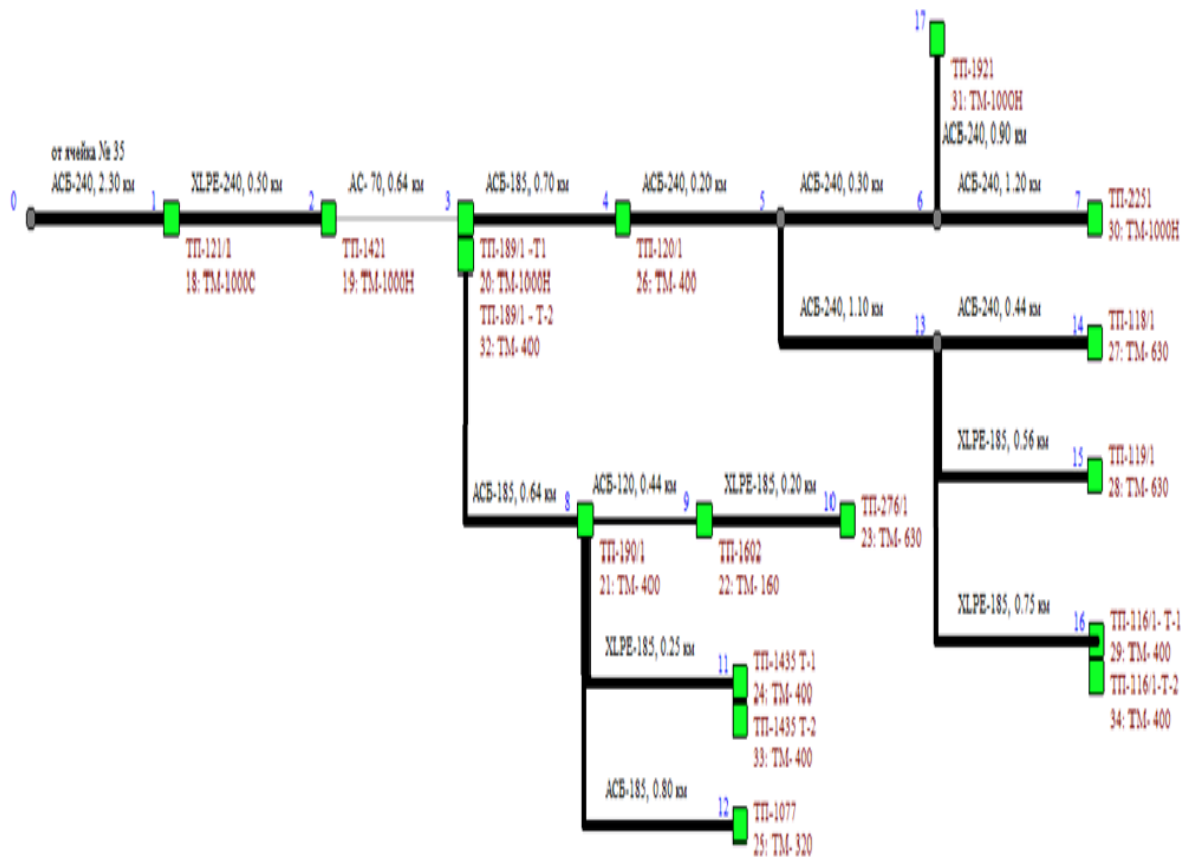 17
ТП-1921
31: ТМ-1000Н
АСБ-240, 0.90 км
от ячейка № 35
АСБ-240, 2.30 км
XLPE-240, 0.50 км
АС- 70, 0.64 км
АСБ-185, 0.70 км
АСБ-240, 0.20 км
АСБ-240, 0.30 км
АСБ-240, 1.20 км
0
1
2
3
4
5
6
7
ТП-121/1
18: ТМ-1000С
ТП-1421
19: ТМ-1000Н
ТП-189/1 -Т1
20: ТМ-1000Н
ТП-189/1 - Т-2
32: ТМ- 400
ТП-120/1
26: ТМ- 400
ТП-2251
30: ТМ-1000Н
АСБ-240, 1.10 км
13
АСБ-240, 0.44 км
14
ТП-118/1
27: ТМ- 630
XLPE-185, 0.56 км
15
ТП-119/1
28: ТМ- 630
АСБ-185, 0.64 км
8
АСБ-120, 0.44 км
9
XLPE-185, 0.20 км
10
ТП-190/1
21: ТМ- 400
ТП-1602
22: ТМ- 160
ТП-276/1
23: ТМ- 630
XLPE-185, 0.75 км
16
ТП-116/1- Т-1
29: ТМ- 400
ТП-116/1-Т-2
34: ТМ- 400
XLPE-185, 0.25 км
11
ТП-1435 Т-1
24: ТМ- 400
ТП-1435 Т-2
33: ТМ- 400
АСБ-185, 0.80 км
12
ТП-1077
25: ТМ- 320